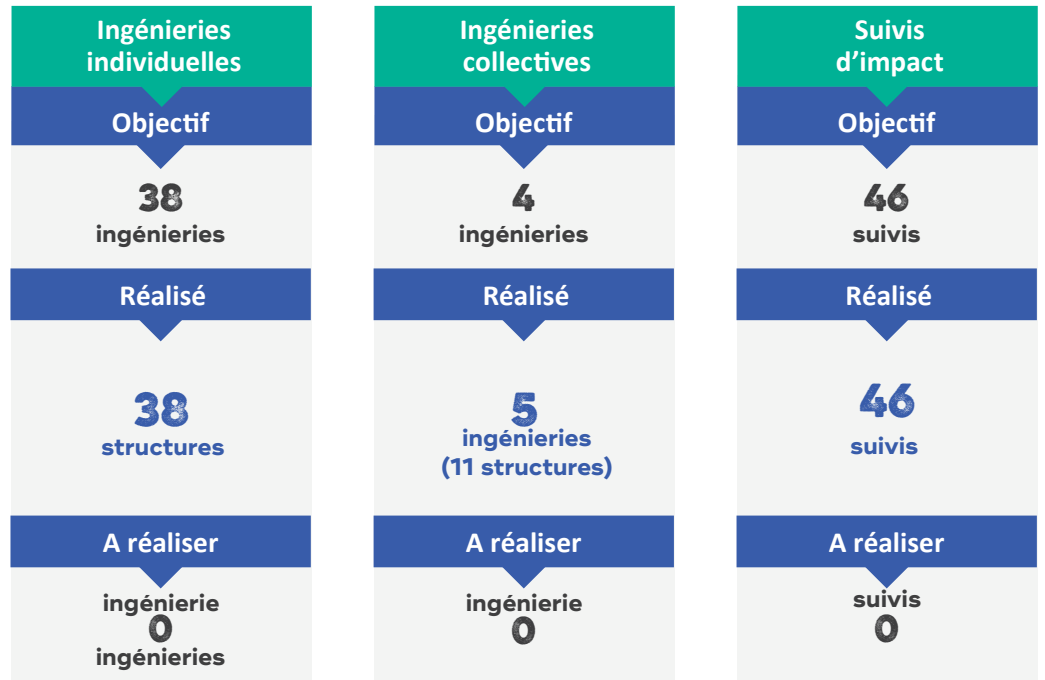 Ingénieries
individuelles
Objectif
38
ingénieries
Réalisé
38
structures
A réaliser
ingénierie
0
ingénieries
Ingénieries
collectives
Objectif
4
ingénieries
Réalisé
5
ingénieries
(11 structures)
A réaliser
ingénierie
0
Suivis
d'impact
Objectif
46
suivis
Réalisé
46
suivis
A réaliser
suivis
0